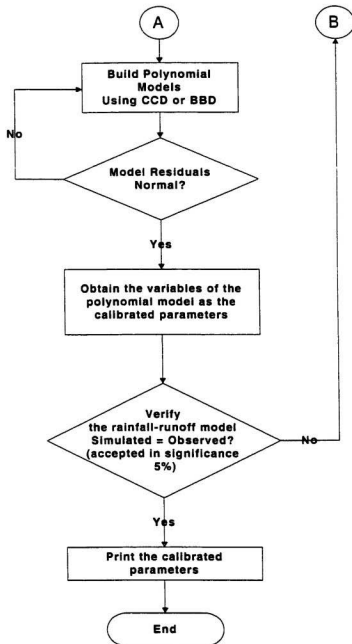 A
B
Build Polynomial
Models
Using CCD or BBD
No
Model Residuals
Normal?
Yes
Obtain the variables of the
polynomial model as the
calibrated parameters
Verify
the rainfall-runoff model
Simulated = Observed?
(accepted in significance
5%)
No
Yes
Print the calibrated
parameters
End